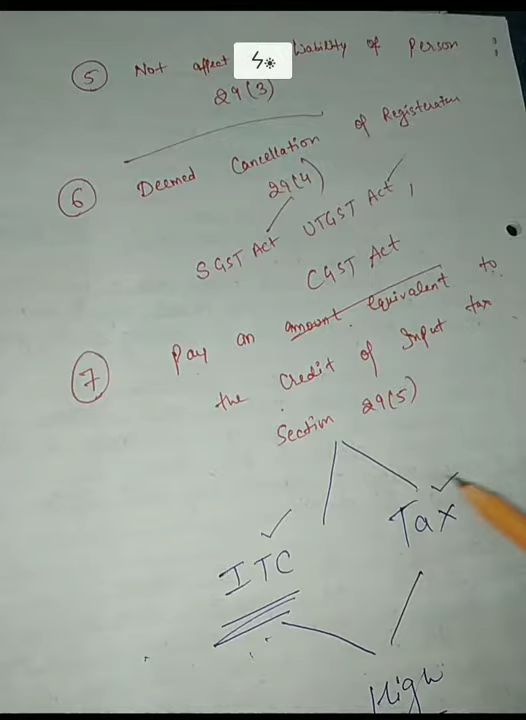 5 Not affect liability of Person :
29(3)
6 Deemed Cancellation of Registration
29(4)
SGST Act UTGST Act,
CGST Act
7 Pay an amount equivalent to
the Credit of Input tax
Section 29(5)
ITC Tax
High